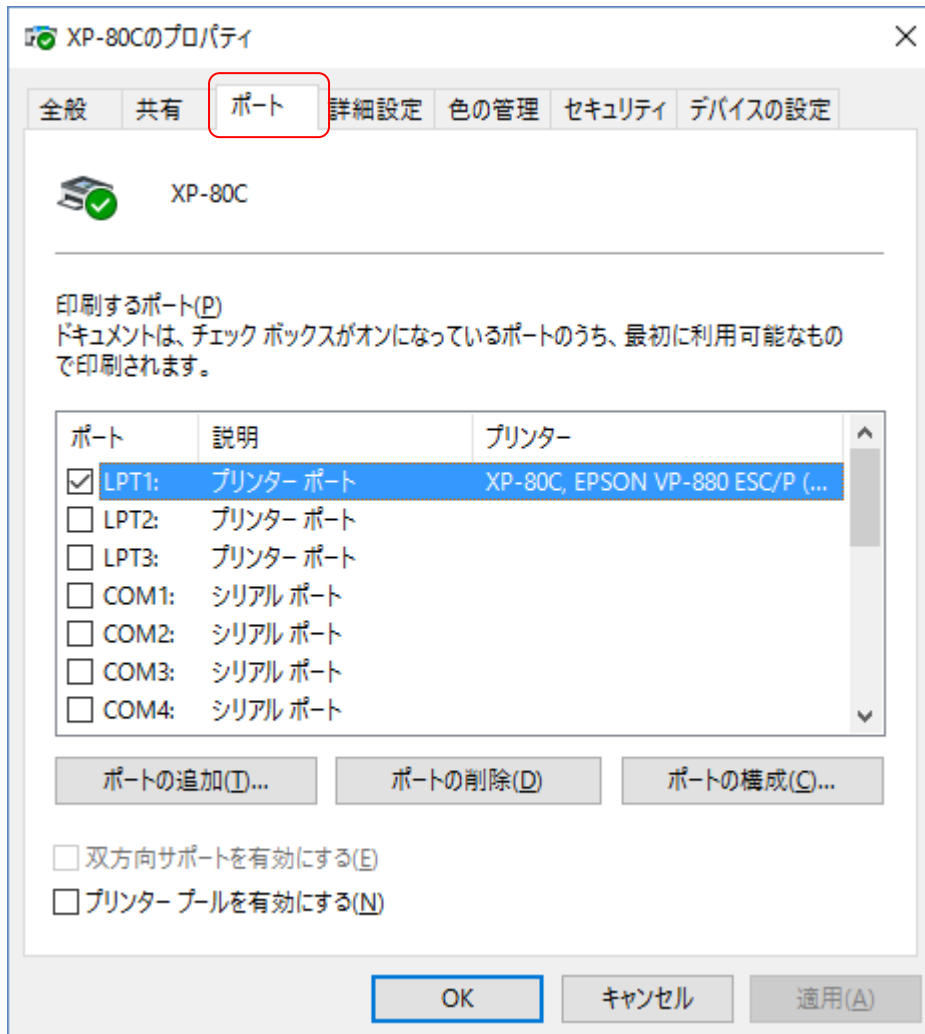 XP-80Cのプロパティ
全般 共有 ポート 詳細設定 色の管理 セキュリティ デバイスの設定
XP-80C
印刷するポート(P)
ドキュメントは、チェック ボックスがオンになっているポートのうち、最初に利用可能なもの
で印刷されます。
ポート 説明 プリンター
LPT1: プリンター ポート XP-80C, EPSON VP-880 ESC/P (...
LPT2: プリンター ポート
LPT3: プリンター ポート
COM1: シリアル ポート
COM2: シリアル ポート
COM3: シリアル ポート
COM4: シリアル ポート
ポートの追加(T)... ポートの削除(D) ポートの構成(C)...
双方向サポートを有効にする(E)
プリンター プールを有効にする(N)
OK キャンセル 適用(A)